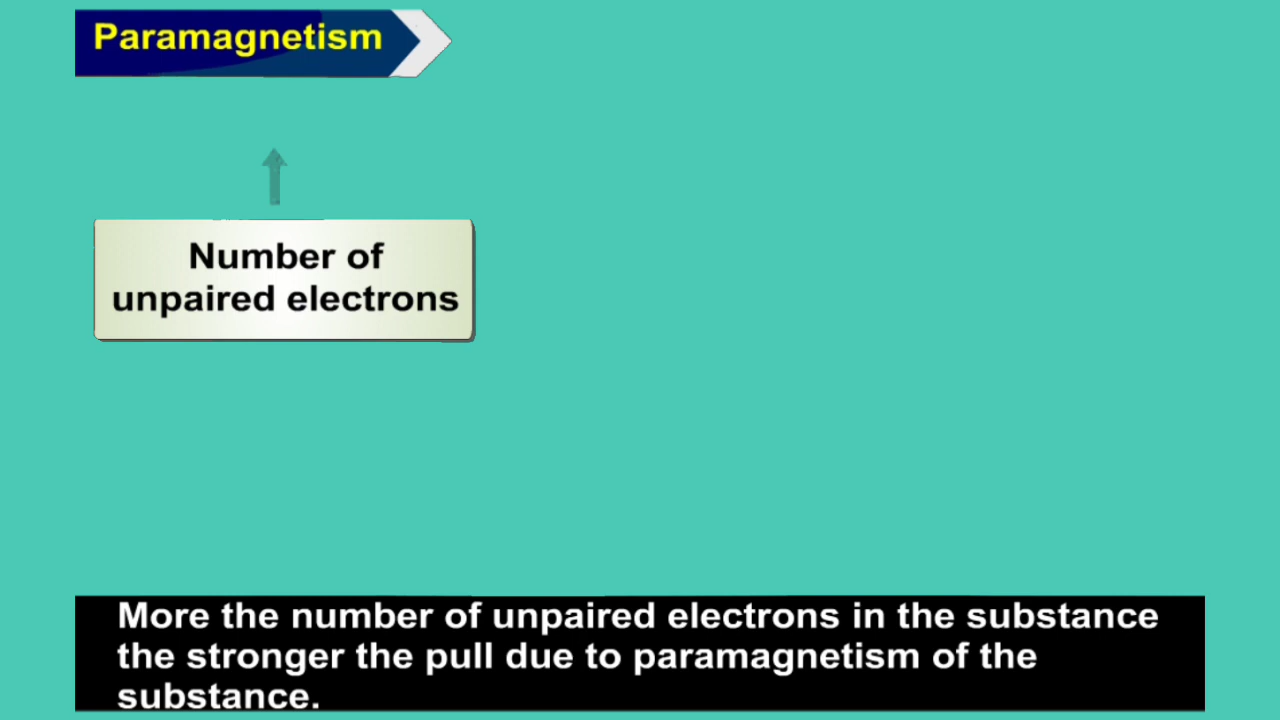 Paramagnetism
Number of
unpaired electrons
More the number of unpaired electrons in the substance
the stronger the pull due to paramagnetism of the
substance.